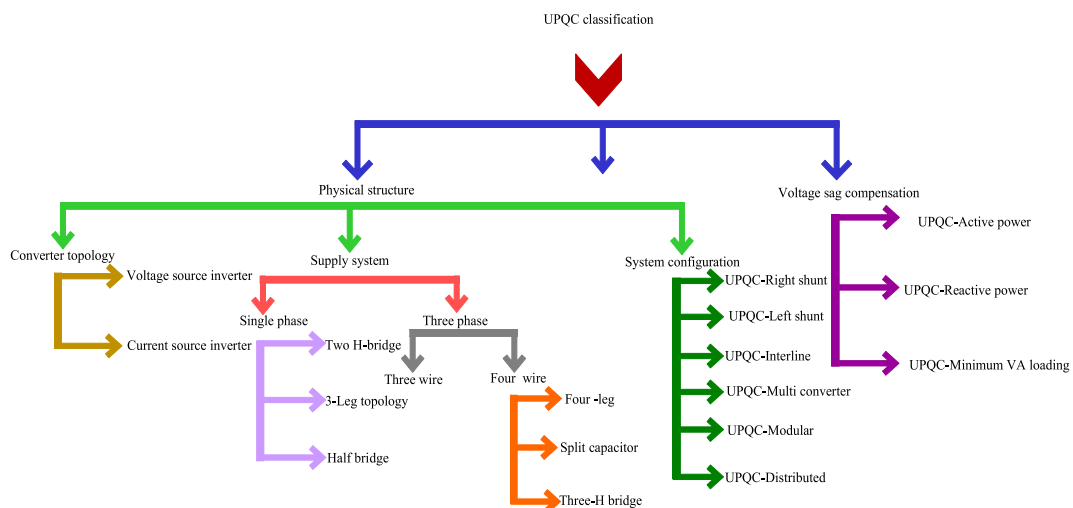 UPQC classification
Physical structure
Voltage sag compensation
UPQC-Active power
UPQC-Reactive power
UPQC-Minimum VA loading
Converter topology
Voltage source inverter
Current source inverter
Supply system
Single phase
Two H-bridge
3-Leg topology
Half bridge
Three phase
Three wire
Four wire
Four -leg
Split capacitor
Three-H bridge
System configuration
UPQC-Right shunt
UPQC-Left shunt
UPQC-Interline
UPQC-Multi converter
UPQC-Modular
UPQC-Distributed